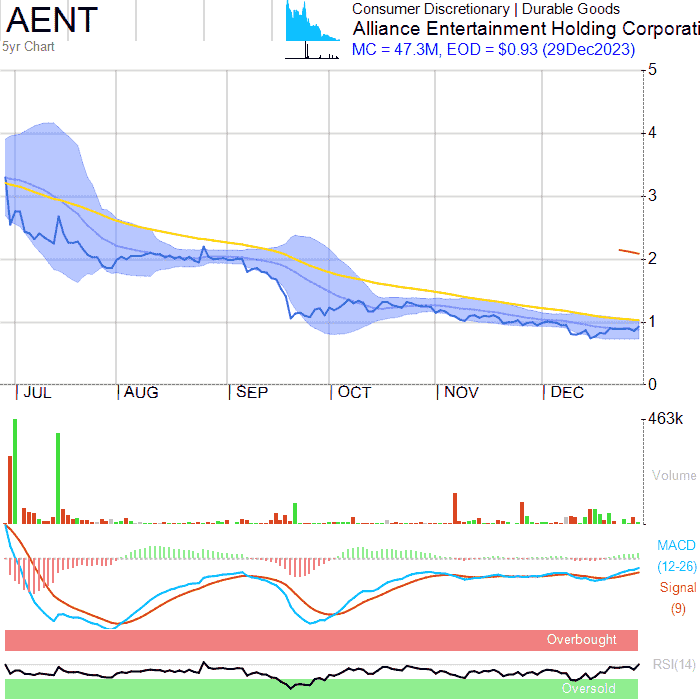 AENT
5yr Chart
Consumer Discretionary | Durable Goods
Alliance Entertainment Holding Corporati
MC = 47.3M, EOD = $0.93 (29Dec2023)
5
4
3
2
1
0
JUL AUG SEP OCT NOV DEC
463k
Volume
MACD
(12-26)
Signal
(9)
Overbought
RSI(14)
Oversold